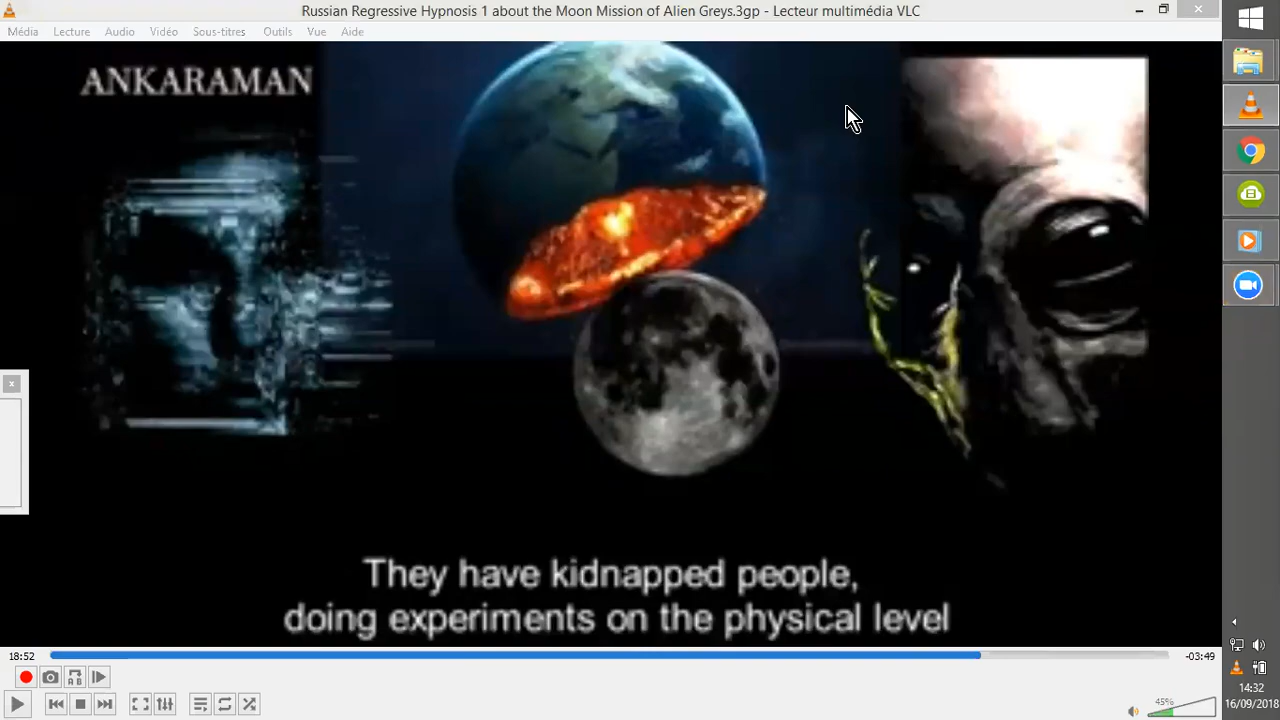 Russian Regressive Hypnosis 1 about the Moon Mission of Alien Greys.3gp - Lecteur multimédia VLC
Média Lecture Audio Vidéo Sous-titres Outils Vue Aide
ANKARAMAN
They have kidnapped people,
doing experiments on the physical level
18:52 -03:49
A B
45%
14:32
16/09/2018